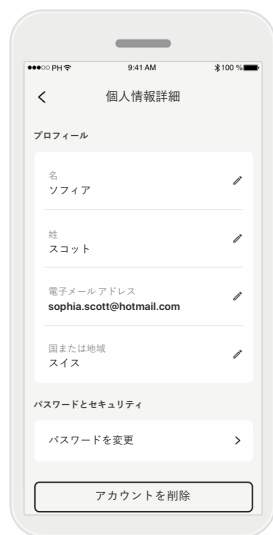 PH 9:41 AM 100 %
個人情報詳細
プロフィール
名
ソフィア
姓
スコット
電子メール アドレス
sophia.scott@hotmail.com
国または地域
スイス
パスワードとセキュリティ
パスワードを変更
アカウントを削除